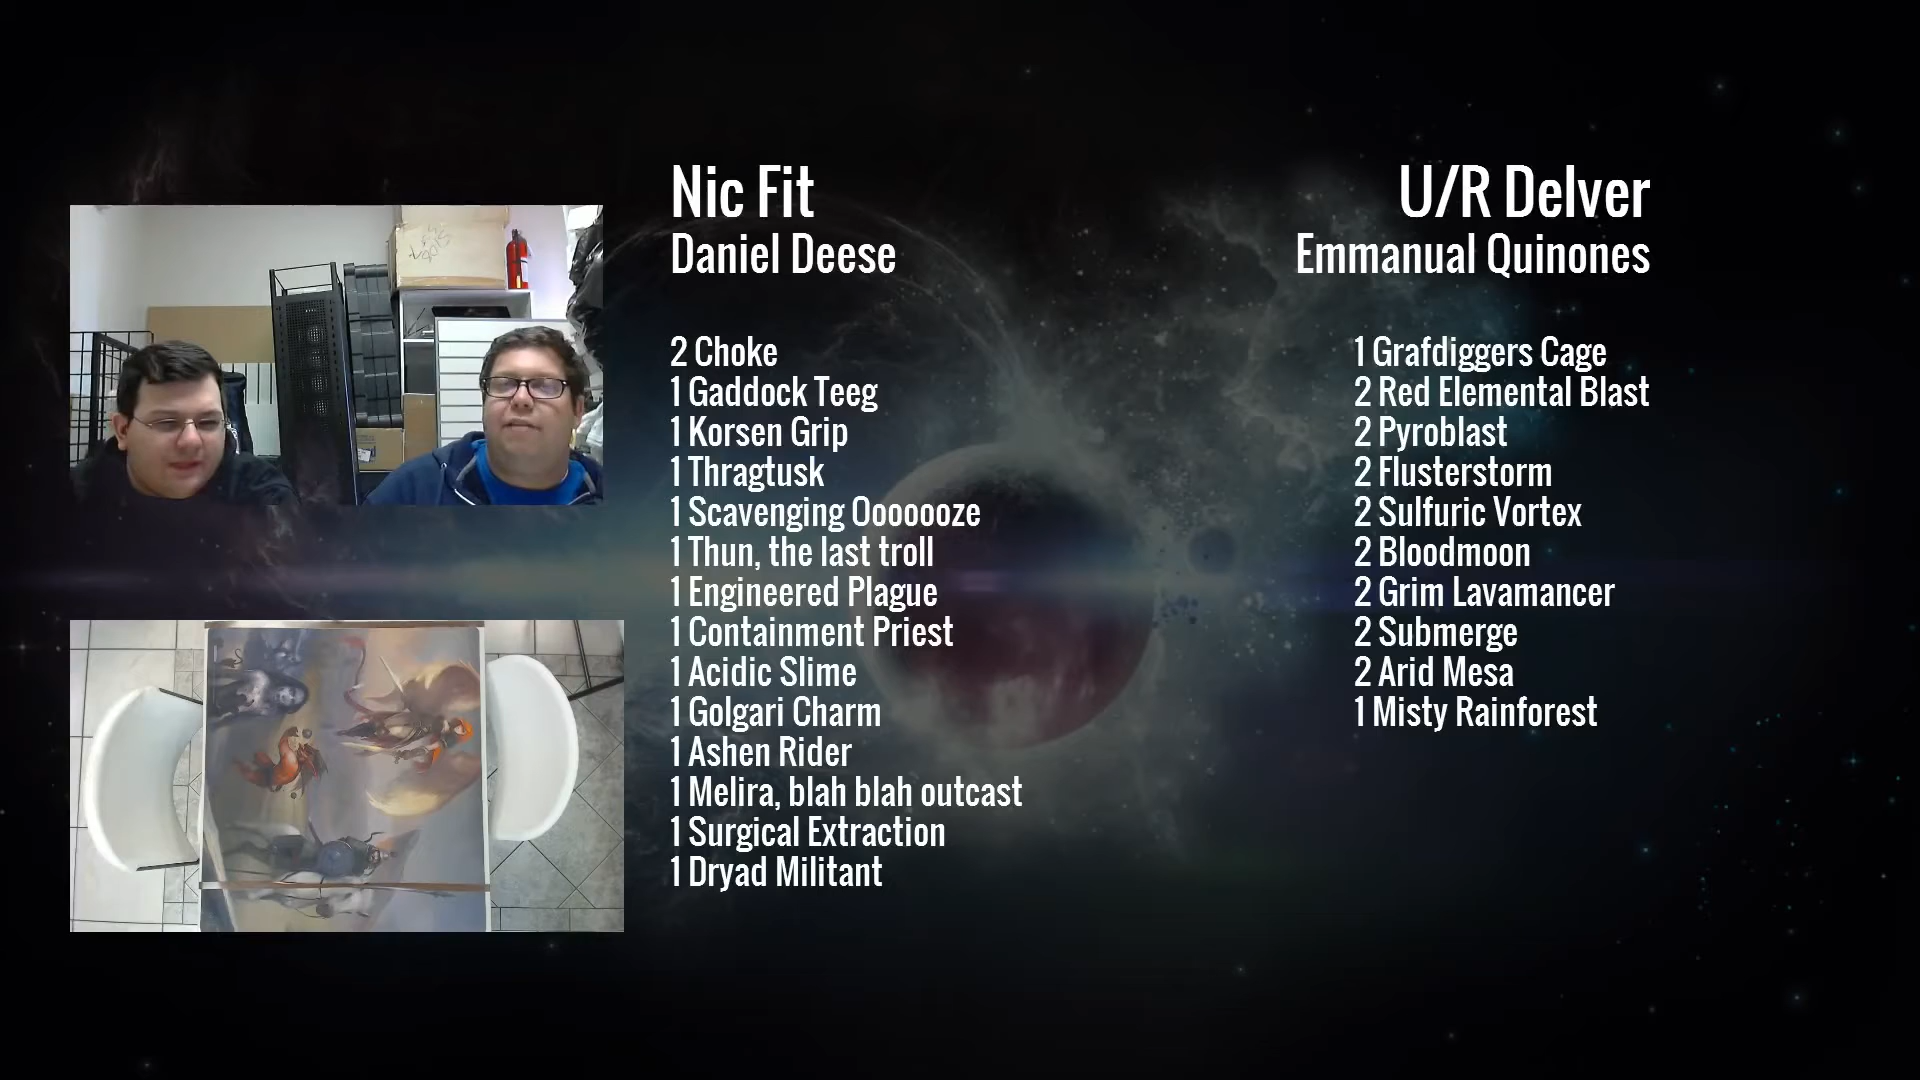 Nic Fit
Daniel Deese
2 Choke
1 Gaddock Teeg
1 Korsen Grip
1 Thragtusk
1 Scavenging Ooooooze
1 Thun, the last troll
1 Engineered Plague
1 Containment Priest
1 Acidic Slime
1 Golgari Charm
1 Ashen Rider
1 Melira, blah blah outcast
1 Surgical Extraction
1 Dryad Militant
U/R Delver
Emmanual Quinones
1 Grafdiggers Cage
2 Red Elemental Blast
2 Pyroblast
2 Flusterstorm
2 Sulfuric Vortex
2 Bloodmoon
2 Grim Lavamancer
2 Submerge
2 Arid Mesa
1 Misty Rainforest